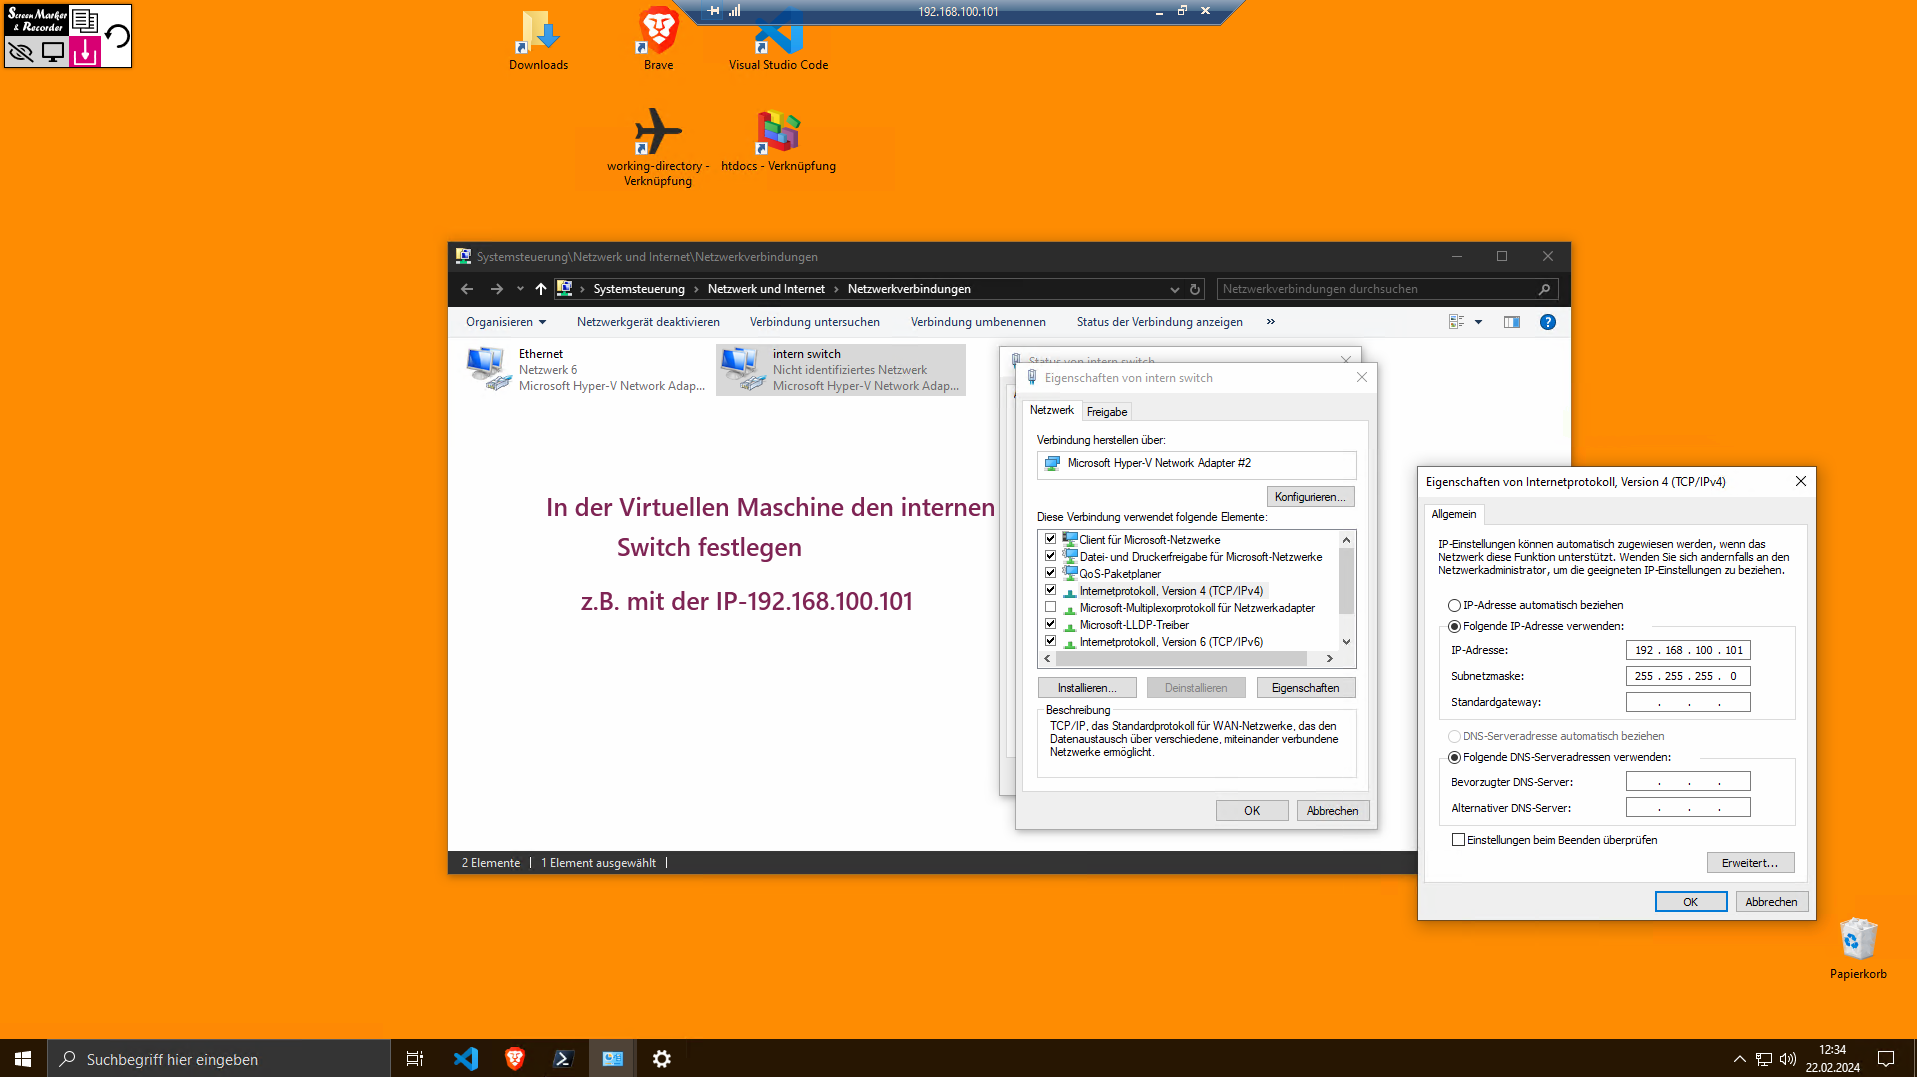 Screen Marker
& Recorder
192.168.100.101
Downloads
Brave
Visual Studio Code
working-directory -
Verknüpfung
htdocs - Verknüpfung
Systemsteuerung\Netzwerk und Internet\Netzwerkverbindungen
Systemsteuerung > Netzwerk und Internet > Netzwerkverbindungen
Netzwerkverbindungen durchsuchen
Organisieren
Netzwerkgerät deaktivieren
Verbindung untersuchen
Verbindung umbenennen
Status der Verbindung anzeigen
»
Ethernet
Netzwerk 6
Microsoft Hyper-V Network Adap...
intern switch
Nicht identifiziertes Netzwerk
Microsoft Hyper-V Network Adap...
In der Virtuellen Maschine den internen
Switch festlegen
z.B. mit der IP-192.168.100.101
2 Elemente
1 Element ausgewählt
Status von intern switch
Eigenschaften von intern switch
Netzwerk
Freigabe
Verbindung herstellen über:
Microsoft Hyper-V Network Adapter #2
Konfigurieren...
Diese Verbindung verwendet folgende Elemente:
Client für Microsoft-Netzwerke
Datei- und Druckerfreigabe für Microsoft-Netzwerke
QoS-Paketplaner
Internetprotokoll, Version 4 (TCP/IPv4)
Microsoft-Multiplexorprotokoll für Netzwerkadapter
Microsoft-LLDP-Treiber
Internetprotokoll, Version 6 (TCP/IPv6)
Installieren...
Deinstallieren
Eigenschaften
Beschreibung
TCP/IP, das Standardprotokoll für WAN-Netzwerke, das den
Datenaustausch über verschiedene, miteinander verbundene
Netzwerke ermöglicht.
OK
Abbrechen
Eigenschaften von Internetprotokoll, Version 4 (TCP/IPv4)
Allgemein
IP-Einstellungen können automatisch zugewiesen werden, wenn das
Netzwerk diese Funktion unterstützt. Wenden Sie sich andernfalls an den
Netzwerkadministrator, um die geeigneten IP-Einstellungen zu beziehen.
IP-Adresse automatisch beziehen
Folgende IP-Adresse verwenden:
IP-Adresse: 192 . 168 . 100 . 101
Subnetzmaske: 255 . 255 . 255 . 0
Standardgateway: . . .
DNS-Serveradresse automatisch beziehen
Folgende DNS-Serveradressen verwenden:
Bevorzugter DNS-Server: . . .
Alternativer DNS-Server: . . .
Einstellungen beim Beenden überprüfen
Erweitert...
OK
Abbrechen
Papierkorb
Suchbegriff hier eingeben
12:34
22.02.2024